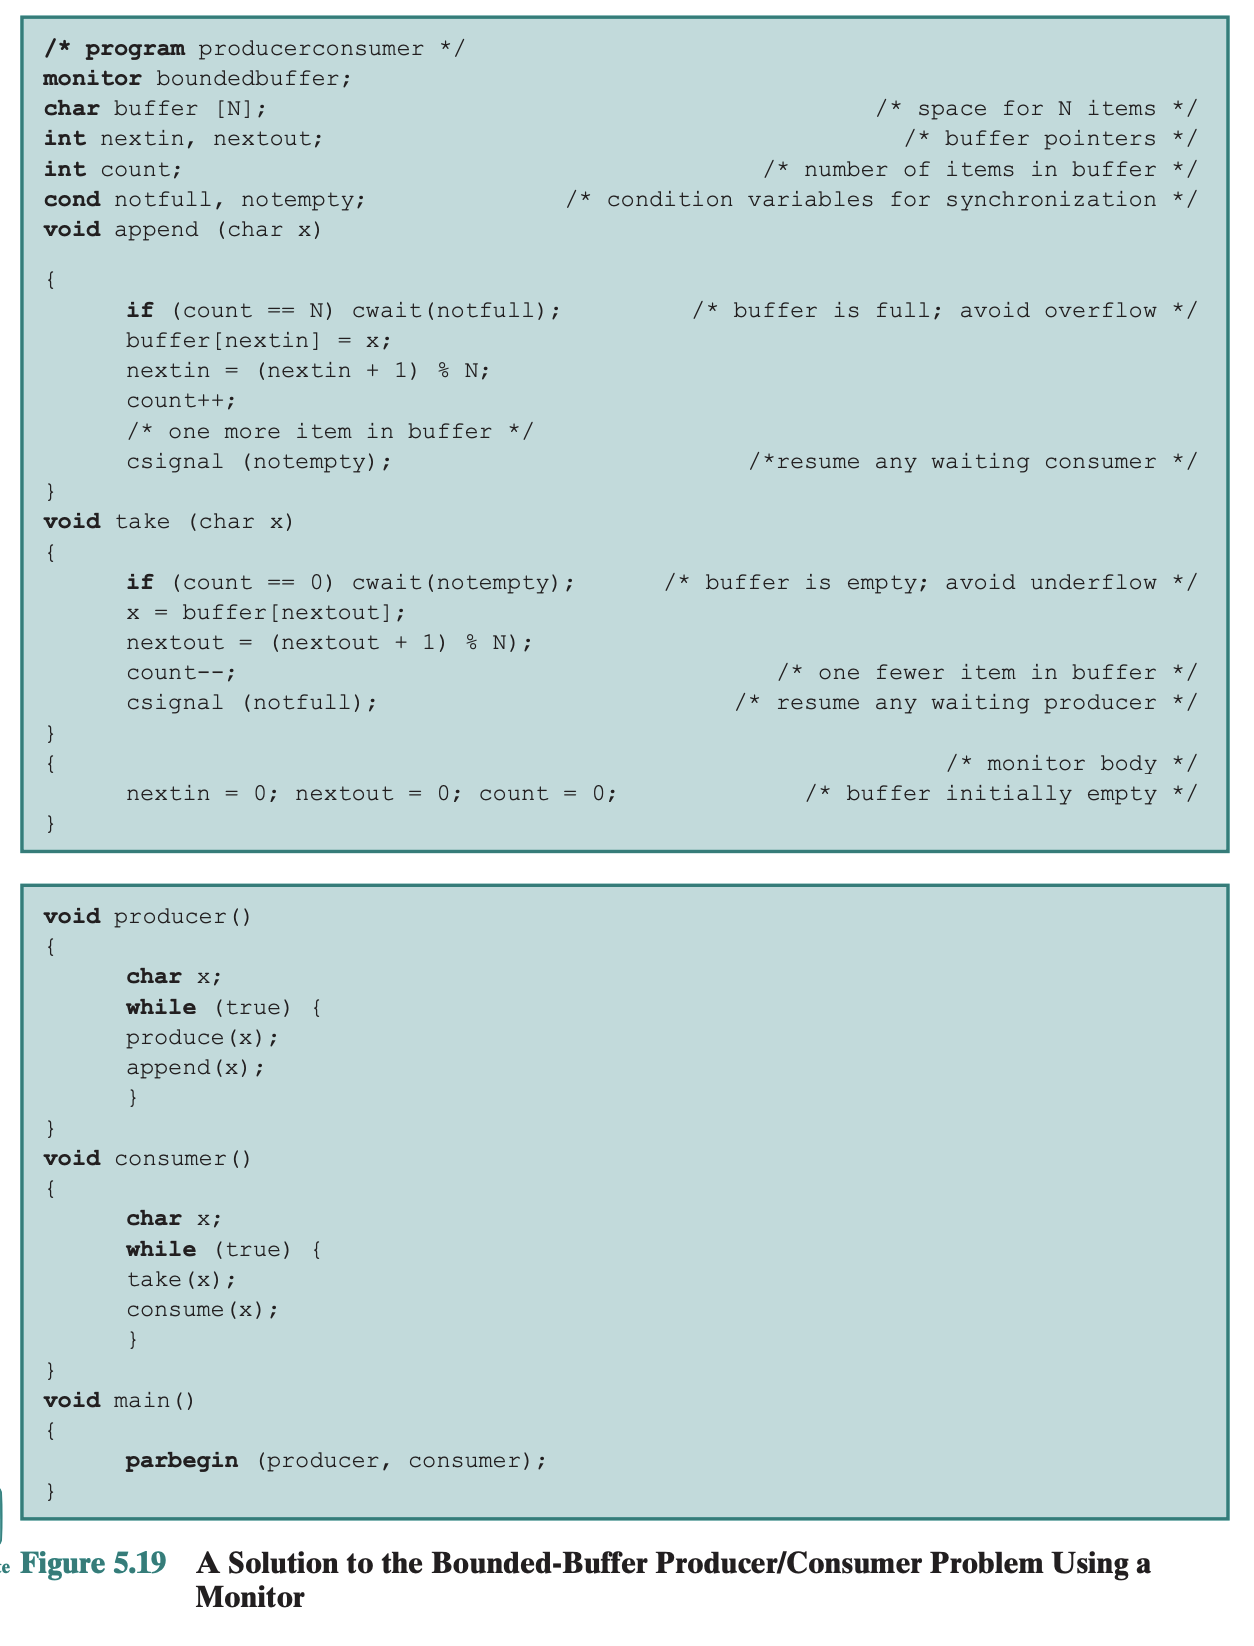 /* program producerconsumer */
monitor boundedbuffer;
char buffer [N]; /* space for N items */
int nextin, nextout; /* buffer pointers */
int count; /* number of items in buffer */
cond notfull, notempty; /* condition variables for synchronization */
void append (char x)
{
if (count == N) cwait(notfull); /* buffer is full; avoid overflow */
buffer[nextin] = x;
nextin = (nextin + 1) % N;
count++;
/* one more item in buffer */
csignal (notempty); /*resume any waiting consumer */
}
void take (char x)
{
if (count == 0) cwait(notempty); /* buffer is empty; avoid underflow */
x = buffer[nextout];
nextout = (nextout + 1) % N);
count--; /* one fewer item in buffer */
csignal (notfull); /* resume any waiting producer */
}
{ /* monitor body */
nextin = 0; nextout = 0; count = 0; /* buffer initially empty */
}
void producer()
{
char x;
while (true) {
produce(x);
append(x);
}
}
void consumer()
{
char x;
while (true) {
take(x);
consume(x);
}
}
void main()
{
parbegin (producer, consumer);
}
Figure 5.19 A Solution to the Bounded-Buffer Producer/Consumer Problem Using a
Monitor